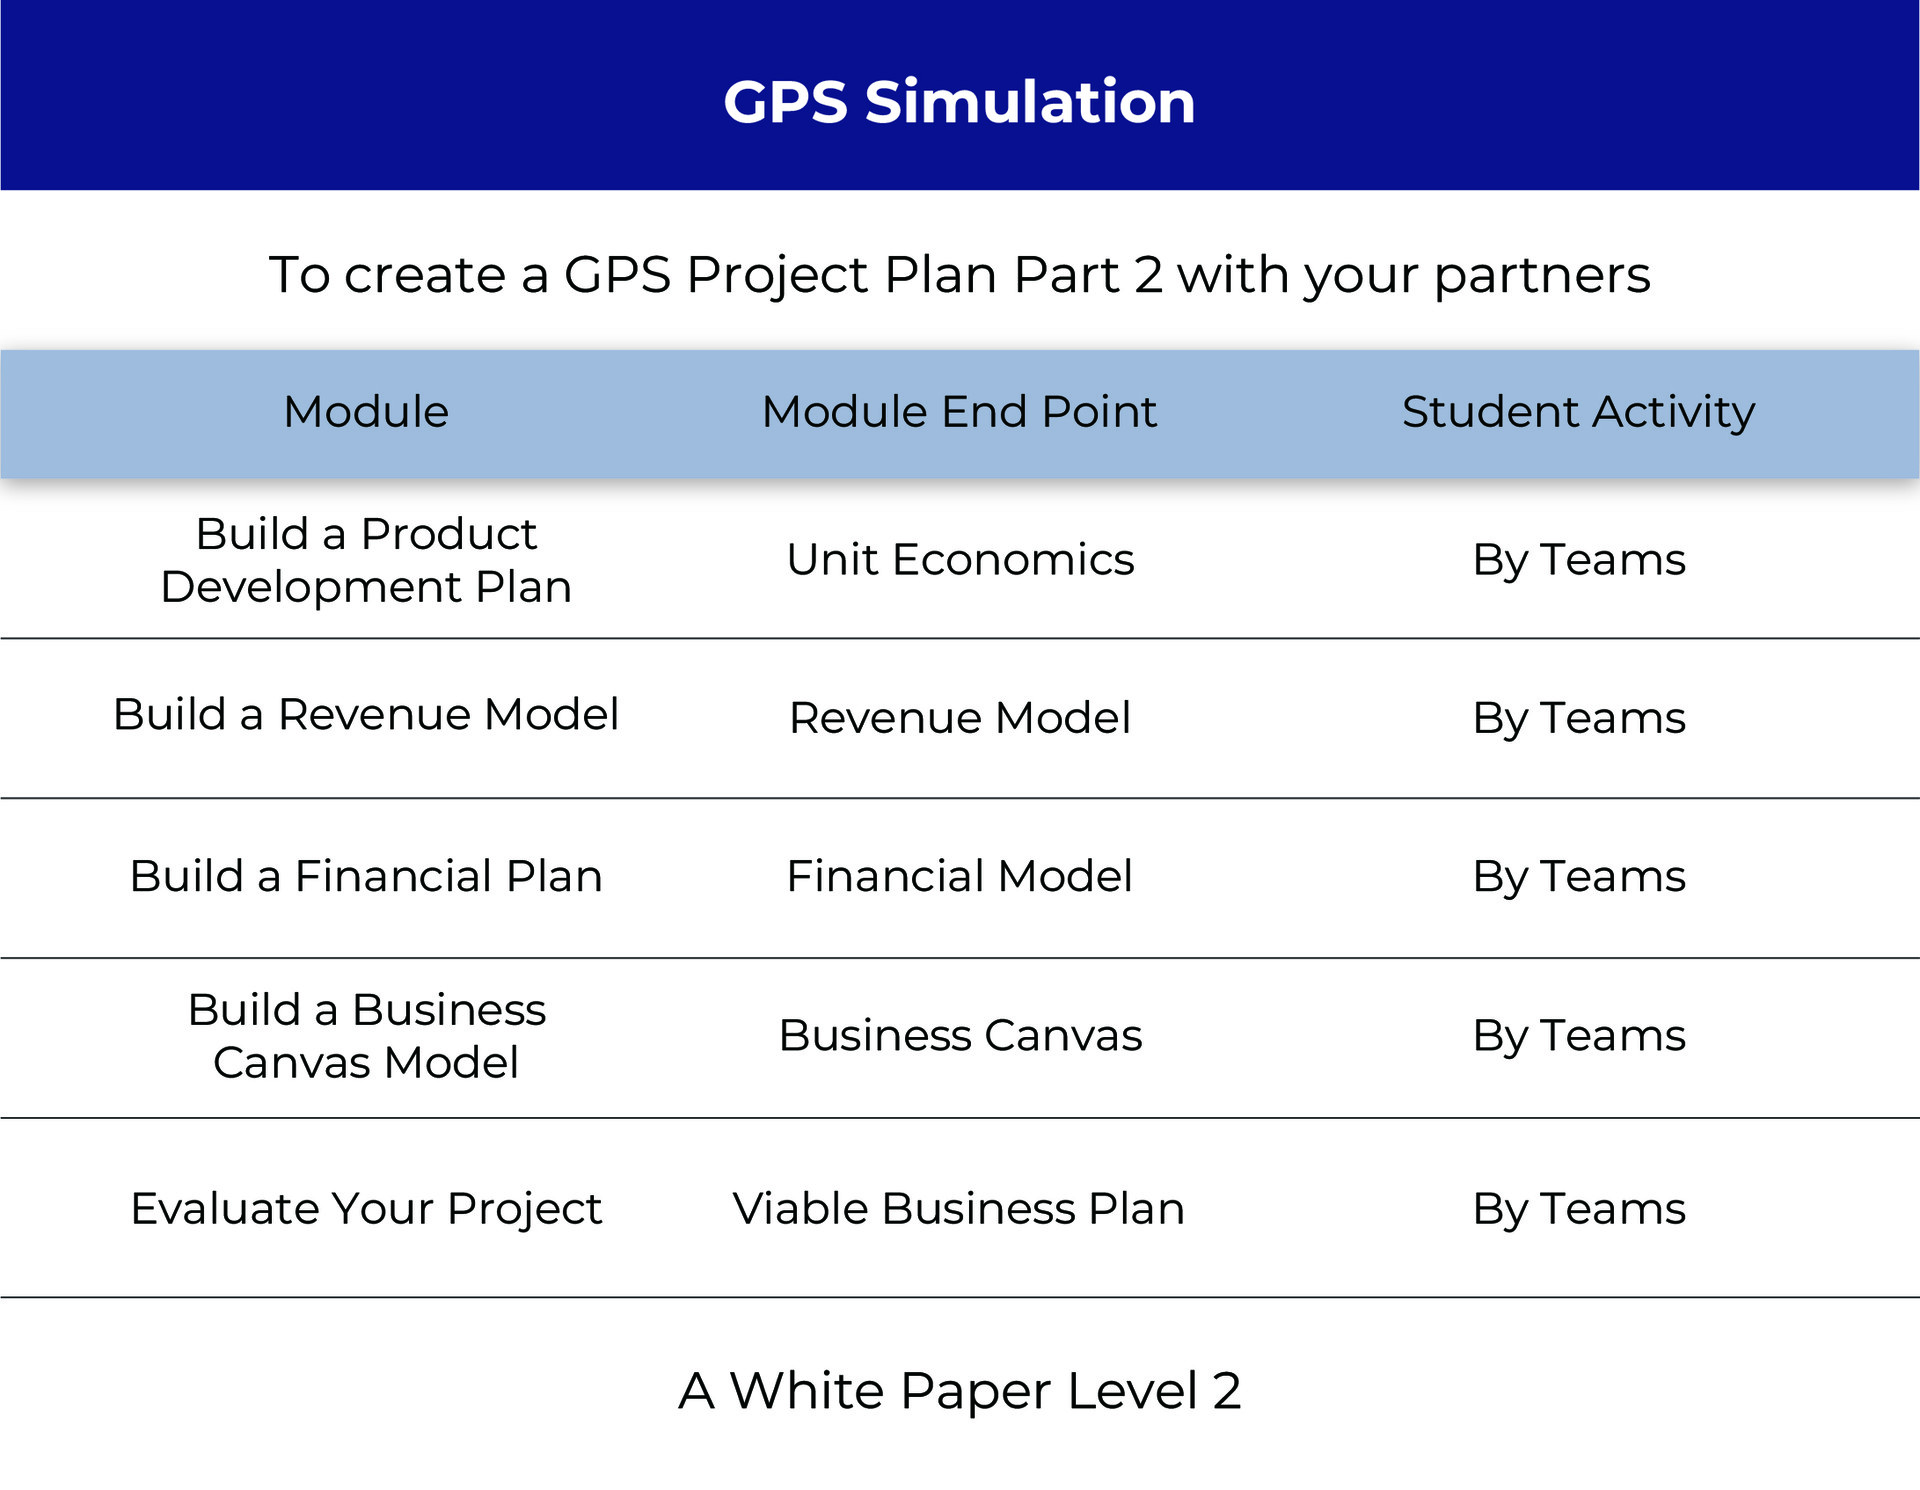 GPS Simulation
To create a GPS Project Plan Part 2 with your partners
Module Module End Point Student Activity
Build a Product
Development Plan
Unit Economics
By Teams
Build a Revenue Model
Revenue Model
By Teams
Build a Financial Plan
Financial Model
By Teams
Build a Business
Canvas Model
Business Canvas
By Teams
Evaluate Your Project
Viable Business Plan
By Teams
A White Paper Level 2